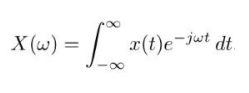 X(ω) = ∫_{-∞}^{∞} x(t)e^{-jωt} dt.